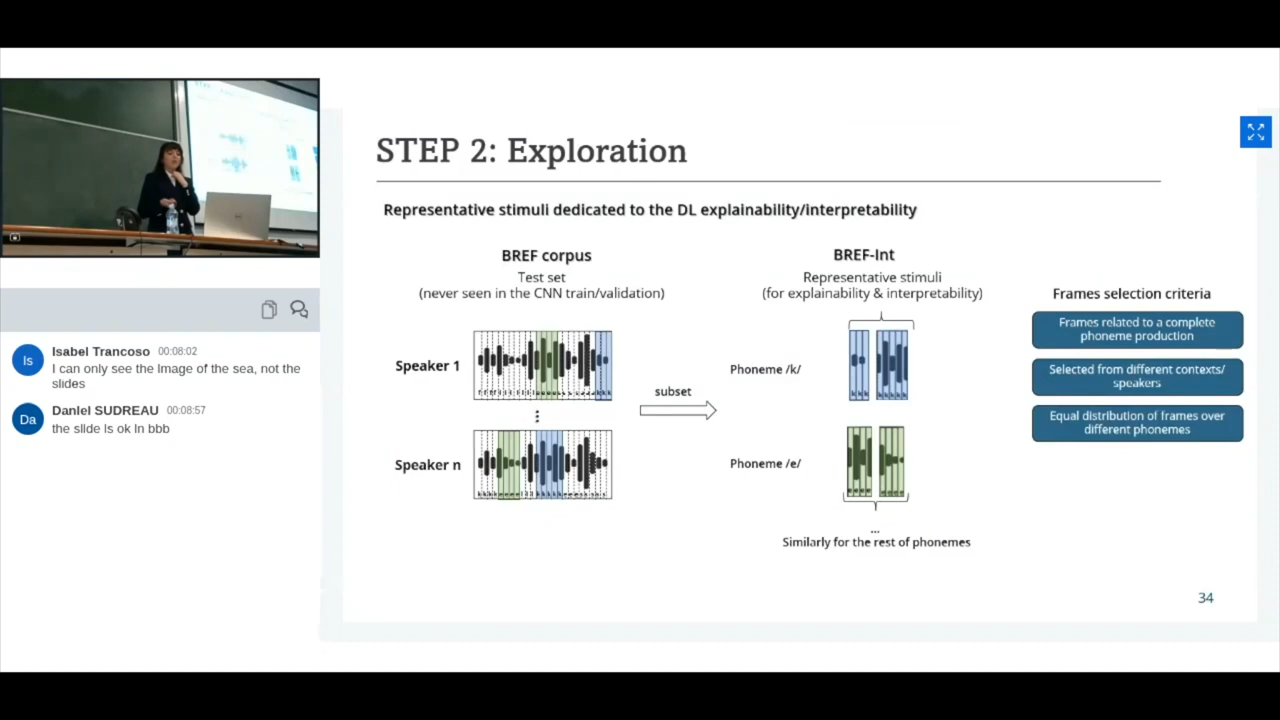 STEP 2: Exploration
Representative stimuli dedicated to the DL explainability/interpretability
BREF corpus
Test set
(never seen in the CNN train/validation)
BREF-Int
Representative stimuli
(for explainability & interpretability)
Frames selection criteria
Frames related to a complete
phoneme production
Selected from different contexts/
speakers
Equal distribution of frames over
different phonemes
Speaker 1
subset
Phoneme /k/
Speaker n
Phoneme /e/
...
Similarly for the rest of phonemes
34
Is
Isabel Trancoso 00:08:02
I can only see the image of the sea, not the
slides
Da
Daniel SUDREAU 00:08:57
the slide is ok in bbb